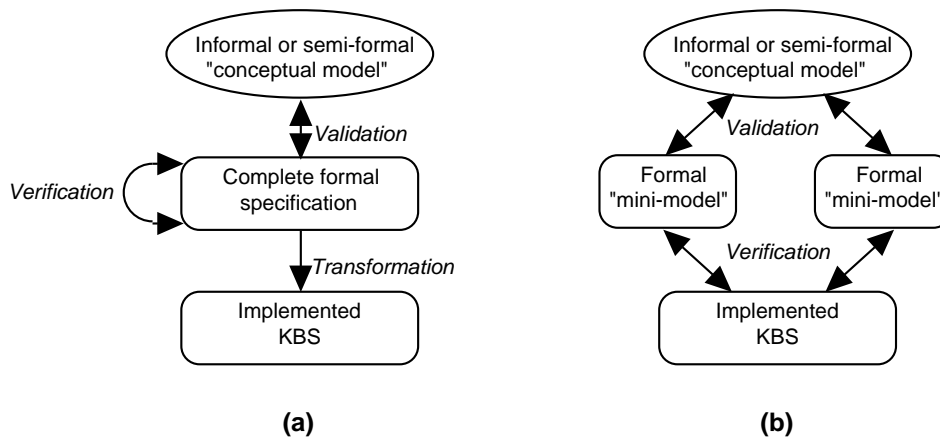 Informal or semi-formal
"conceptual model"
Validation
Verification
Complete formal
specification
Transformation
Implemented
KBS
(a)
Informal or semi-formal
"conceptual model"
Validation
Formal
"mini-model"
Formal
"mini-model"
Verification
Implemented
KBS
(b)